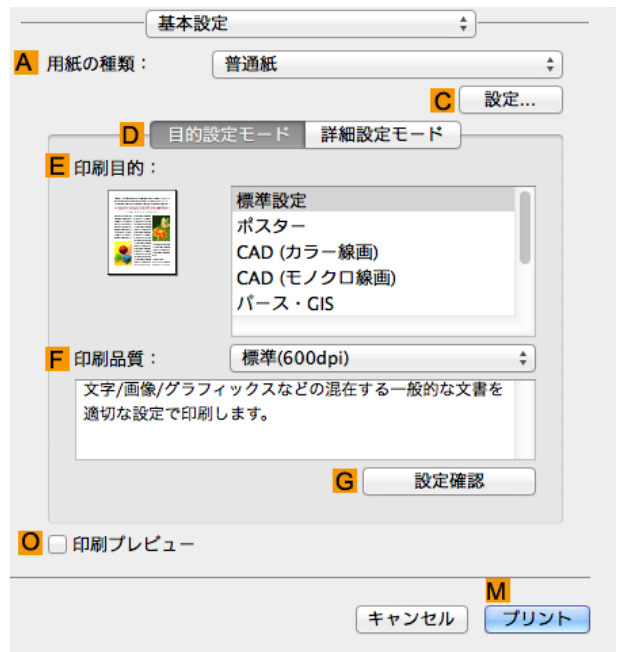 基本設定
A 用紙の種類： 普通紙
C 設定...
D 目的設定モード 詳細設定モード
E 印刷目的：
標準設定
ポスター
CAD (カラー線画)
CAD (モノクロ線画)
パース・GIS
F 印刷品質： 標準(600dpi)
文字/画像/グラフィックスなどの混在する一般的な文書を
適切な設定で印刷します。
G 設定確認
O 印刷プレビュー
M
キャンセル プリント